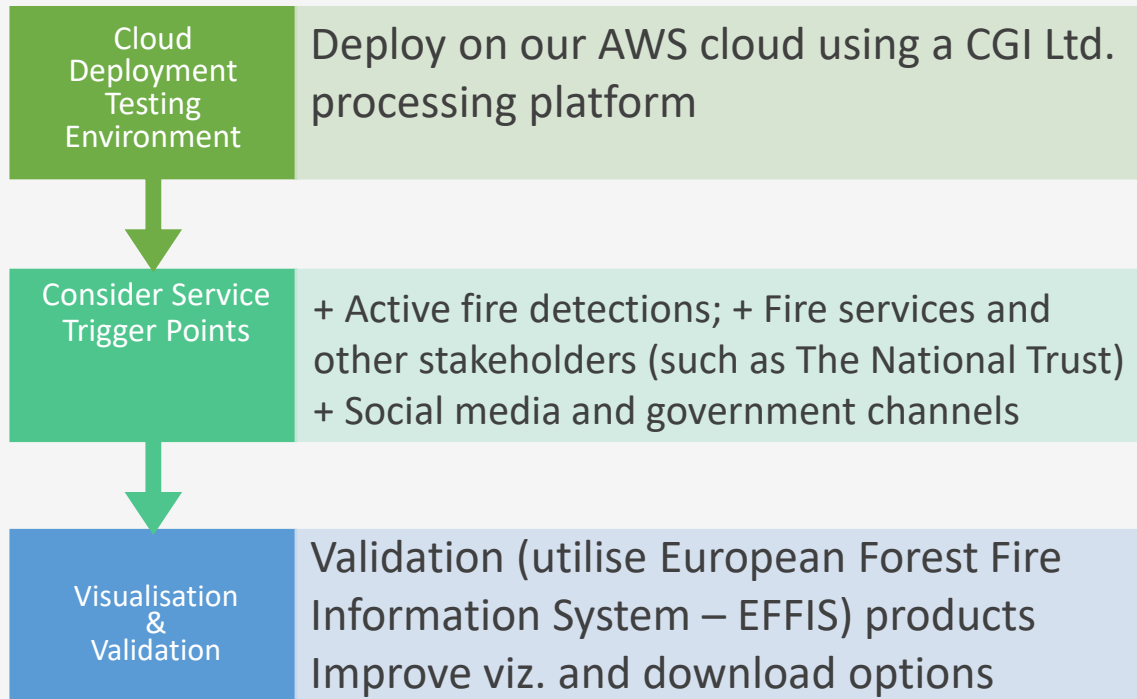 Cloud
Deployment
Testing
Environment
Deploy on our AWS cloud using a CGI Ltd.
processing platform
Consider Service
Trigger Points
+ Active fire detections; + Fire services and
other stakeholders (such as The National Trust)
+ Social media and government channels
Visualisation
&
Validation
Validation (utilise European Forest Fire
Information System – EFFIS) products
Improve viz. and download options